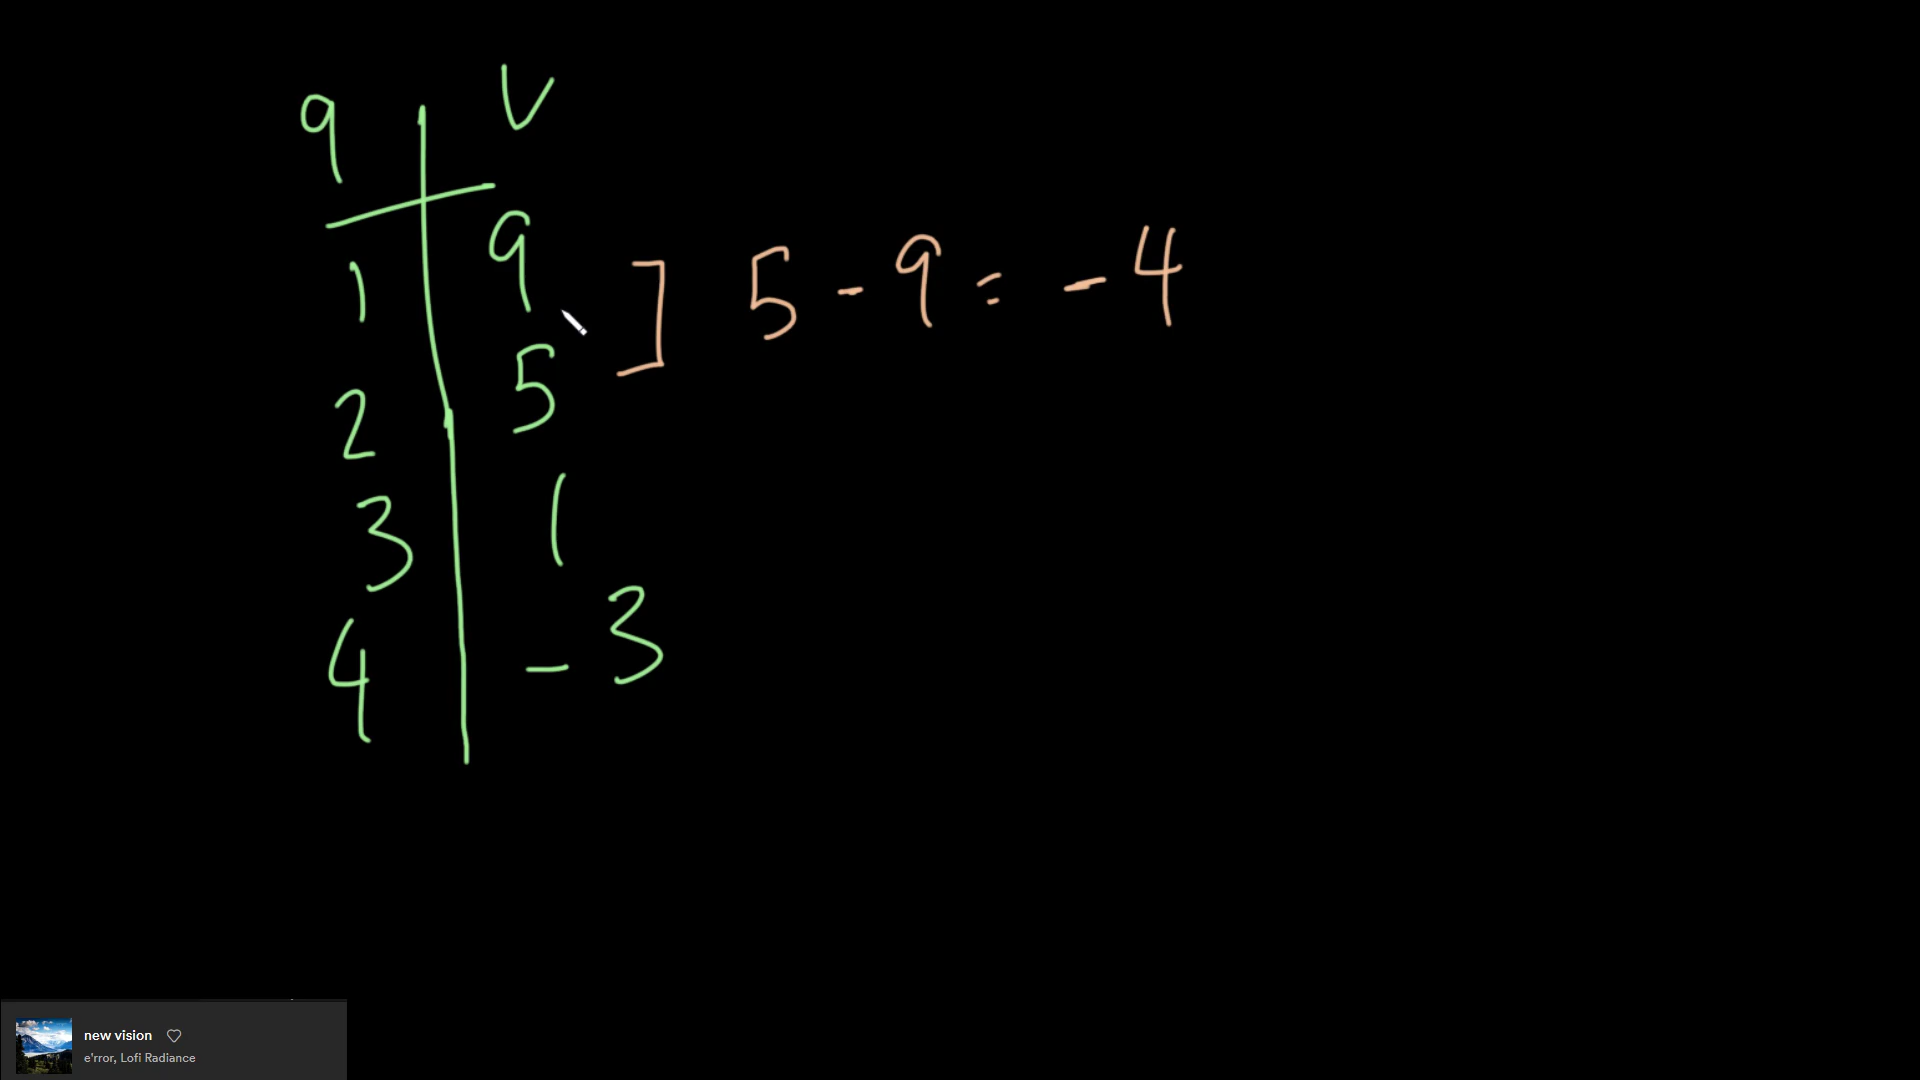 q V
1 9 ] 5 - 9 = - 4
2 5
3 1
4 - 3
new vision
e'rror, Lofi Radiance